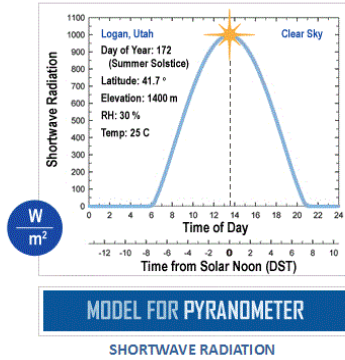 1100
1000
900
800
700
600
500
400
300
200
100
0
Shortwave Radiation
Logan, Utah
Clear Sky
Day of Year: 172
(Summer Solstice)
Latitude: 41.7 °
Elevation: 1400 m
RH: 30 %
Temp: 25 C
W
m²
0 2 4 6 8 10 12 14 16 18 20 22 24
Time of Day
-12 -10 -8 -6 -4 -2 0 2 4 6 8 10
Time from Solar Noon (DST)
MODEL FOR PYRANOMETER
SHORTWAVE RADIATION